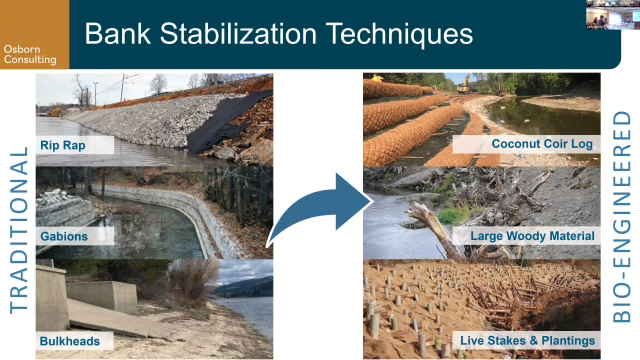 Bank Stabilization Techniques
Osborn
Consulting
TRADITIONAL
Rip Rap
Gabions
Bulkheads
Coconut Coir Log
Large Woody Material
Live Stakes & Plantings
BIO-ENGINEERED